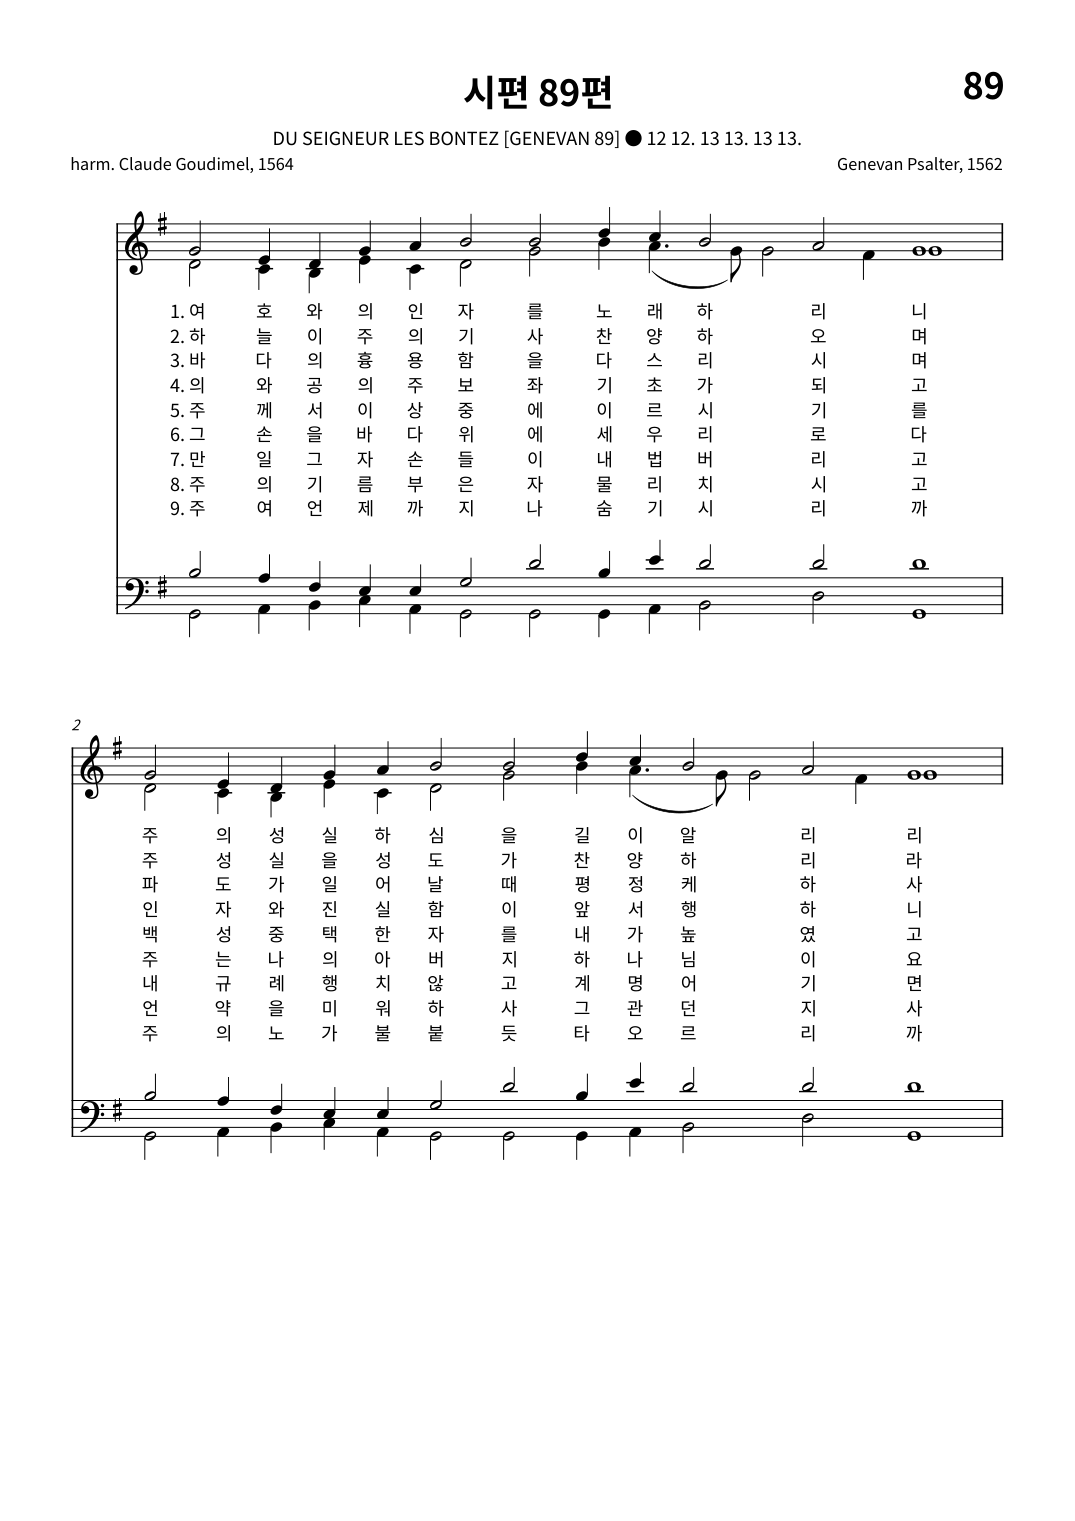 시편 89편
89
DU SEIGNEUR LES BONTEZ [GENEVAN 89] ● 12 12. 13 13. 13 13.
harm. Claude Goudimel, 1564
Genevan Psalter, 1562
1. 여 호 와 의 인 자 를 노 래 하 리 니
2. 하 늘 이 주 의 기 사 찬 양 하 오 며
3. 바 다 의 흉 용 함 을 다 스 리 시 며
4. 의 와 공 의 주 보 좌 기 초 가 되 고
5. 주 께 서 이 상 중 에 이 르 시 기 를
6. 그 손 을 바 다 위 에 세 우 리 로 다
7. 만 일 그 자 손 들 이 내 법 버 리 고
8. 주 의 기 름 부 은 자 물 리 치 시 고
9. 주 여 언 제 까 지 나 숨 기 시 리 까
2
주 의 성 실 하 심 을 길 이 알 리 리
주 성 실 을 성 도 가 찬 양 하 리 라
파 도 가 일 어 날 때 평 정 케 하 사
인 자 와 진 실 함 이 앞 서 행 하 니
백 성 중 택 한 자 를 내 가 높 였 고
주 는 나 의 아 버 지 하 나 님 이 요
내 규 례 행 치 않 고 계 명 어 기 면
언 약 을 미 워 하 사 그 관 던 지 사
주 의 노 가 불 붙 듯 타 오 르 리 까